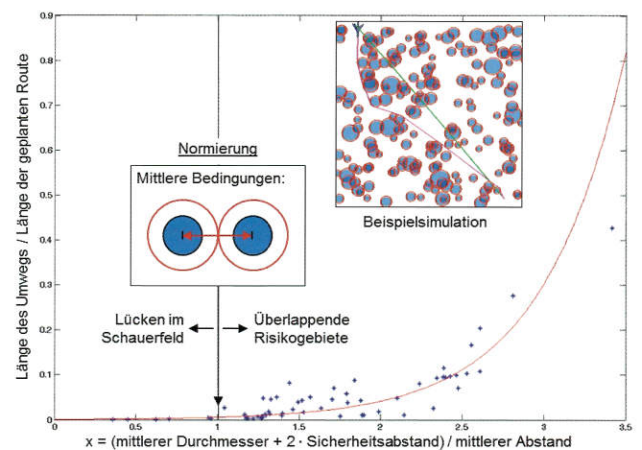 Länge des Umwegs / Länge der geplanten Route
0.9
0.8
0.7
0.6
0.5
0.4
0.3
0.2
0.1
0
Normierung
Mittlere Bedingungen:
Beispielsimulation
Lücken im
Schauerfeld
Überlappende
Risikogebiete
0 0.5 1 1.5 2 2.5 3 3.5
x = (mittlerer Durchmesser + 2 · Sicherheitsabstand) / mittlerer Abstand